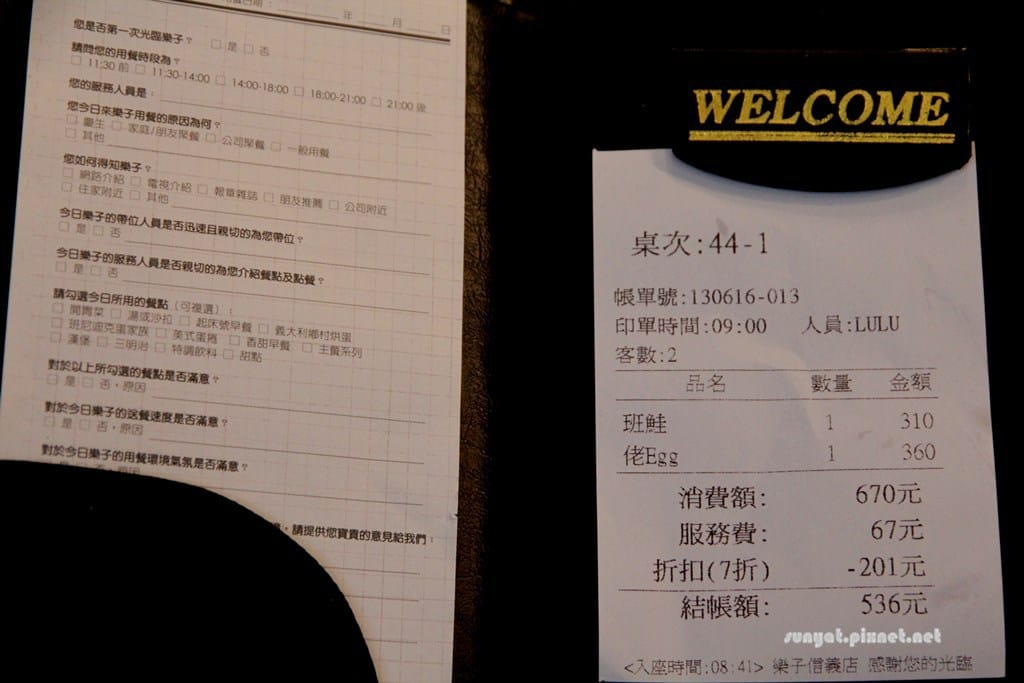 年 月 日
您是否第一次光臨樂子？ □ 是 □ 否
請問您的用餐時段為？
□ 11:30 前 □ 11:30-14:00 □ 14:00-18:00 □ 18:00-21:00 □ 21:00 後
您的服務人員是：
您今日來樂子用餐的原因為何？
□ 慶生 □ 家庭/朋友聚餐 □ 公司聚餐 □ 一般用餐
□ 其他
您如何得知樂子？
□ 網路介紹 □ 電視介紹 □ 報章雜誌 □ 朋友推薦 □ 公司附近
□ 住家附近 □ 其他
今日樂子的帶位人員是否迅速且親切的為您帶位？
□ 是 □ 否
今日樂子的服務人員是否親切的為您介紹餐點及點餐？
□ 是 □ 否
請勾選今日所用的餐點（可複選）：
□ 開胃菜 □ 湯或沙拉 □ 起床號早餐 □ 義大利鄉村烘蛋
□ 班尼迪克蛋家族 □ 美式蛋捲 □ 香甜早餐 □ 主餐系列
□ 漢堡 □ 三明治 □ 特調飲料 □ 甜點
對於以上所勾選的餐點是否滿意？
□ 是 □ 否，原因
對於今日樂子的送餐速度是否滿意？
□ 是 □ 否，原因
對於今日樂子的用餐環境氣氛是否滿意？
□ 是 □ 否，原因
，請提供您寶貴的意見給我們：
WELCOME
桌次:44-1
帳單號:130616-013
印單時間:09:00 人員:LULU
客數:2
品名 數量 金額
班鮭 1 310
佬Egg 1 360
消費額: 670元
服務費: 67元
折扣(7折) -201元
結帳額: 536元
sunyat.pixnet.net
<入座時間:08:41> 樂子信義店 感謝您的光臨